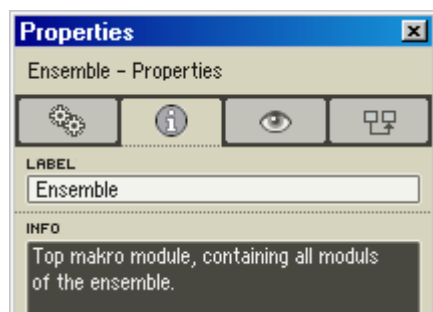 Properties
Ensemble – Properties
LABEL
Ensemble
INFO
Top makro module, containing all moduls
of the ensemble.